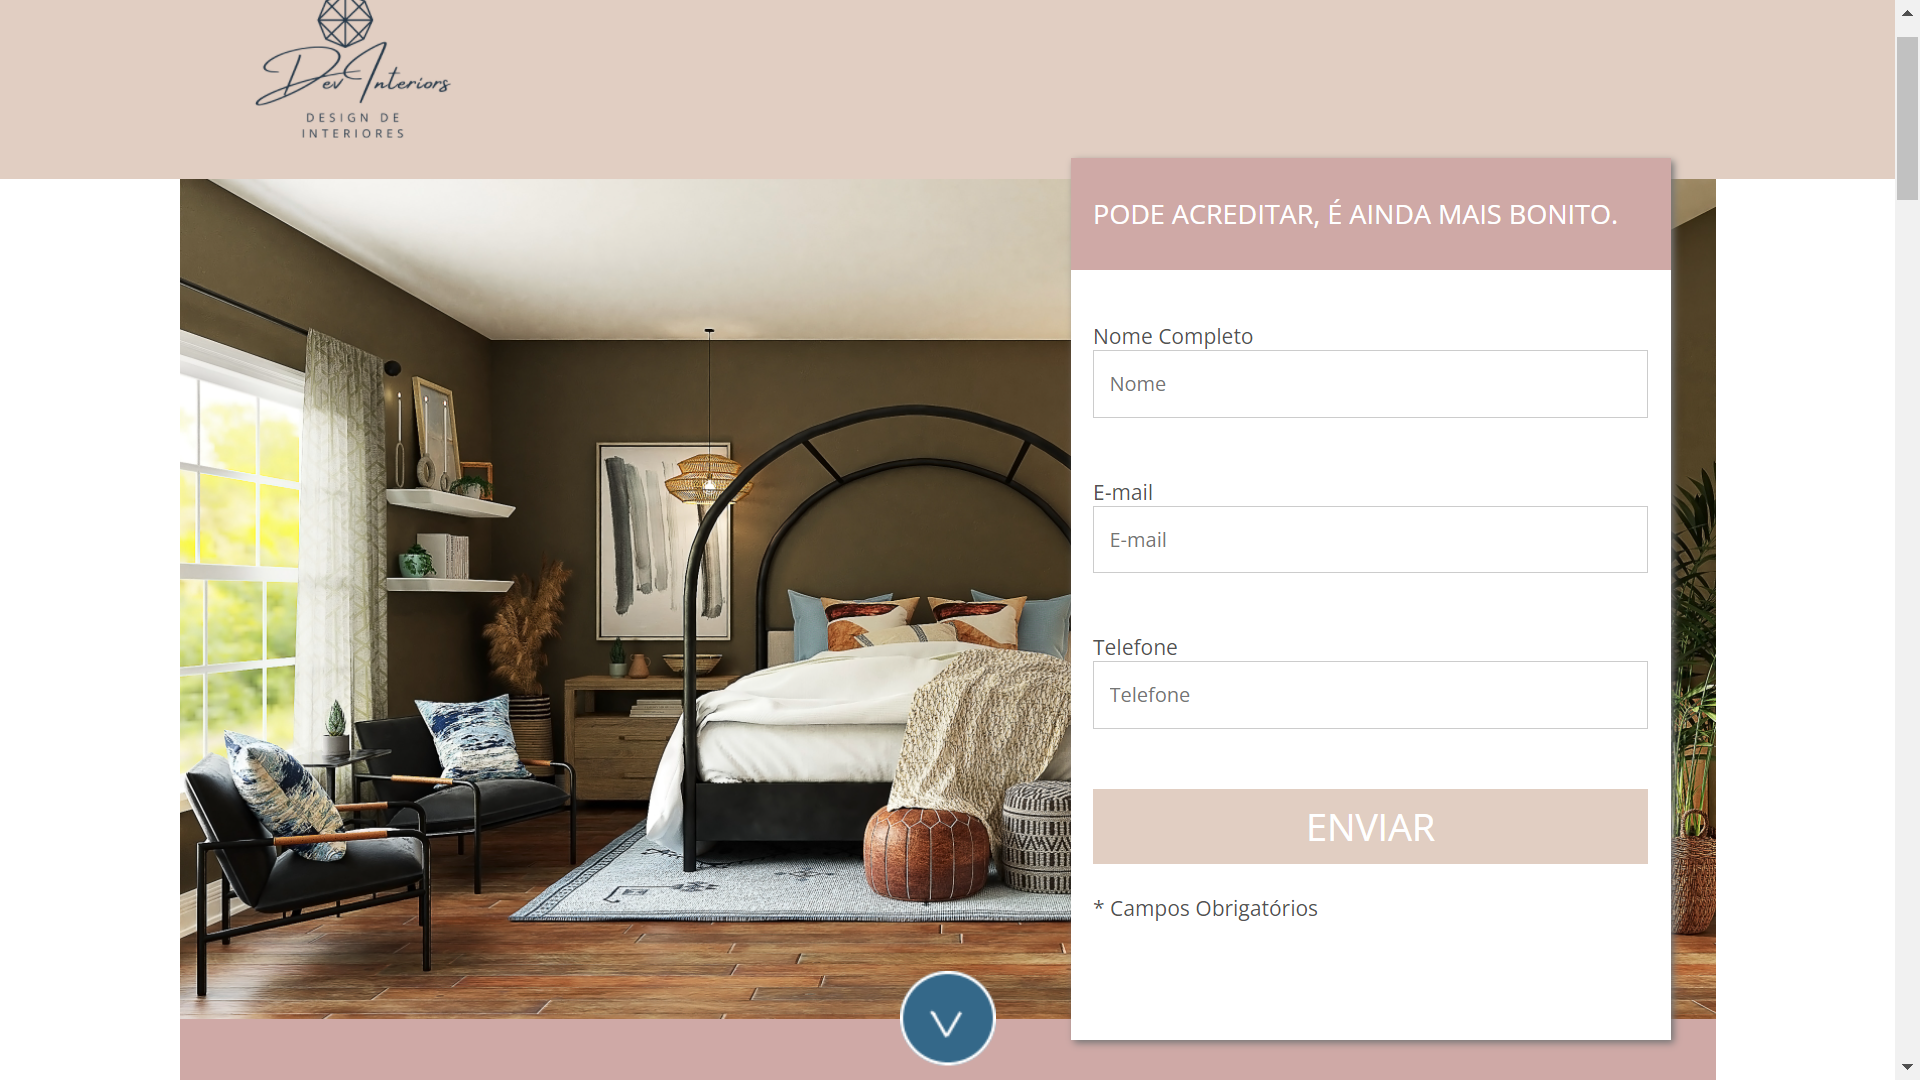 Dev Interiors
DESIGN DE
INTERIORES
PODE ACREDITAR, É AINDA MAIS BONITO.
Nome Completo
Nome
E-mail
E-mail
Telefone
Telefone
ENVIAR
* Campos Obrigatórios